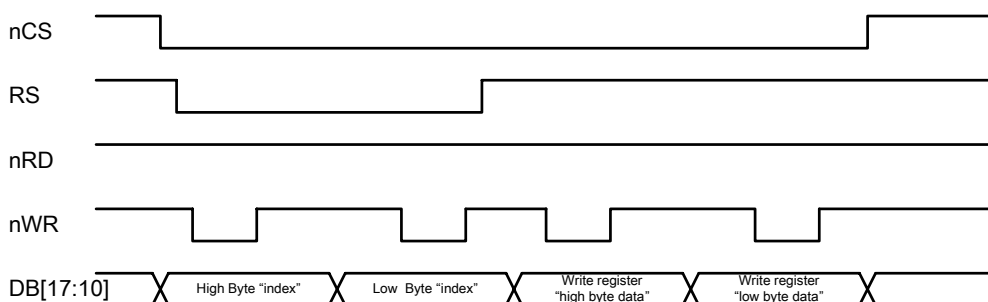 nCS
RS
nRD
nWR
DB[17:10]
High Byte “index”
Low Byte “index”
Write register
“high byte data”
Write register
“low byte data”